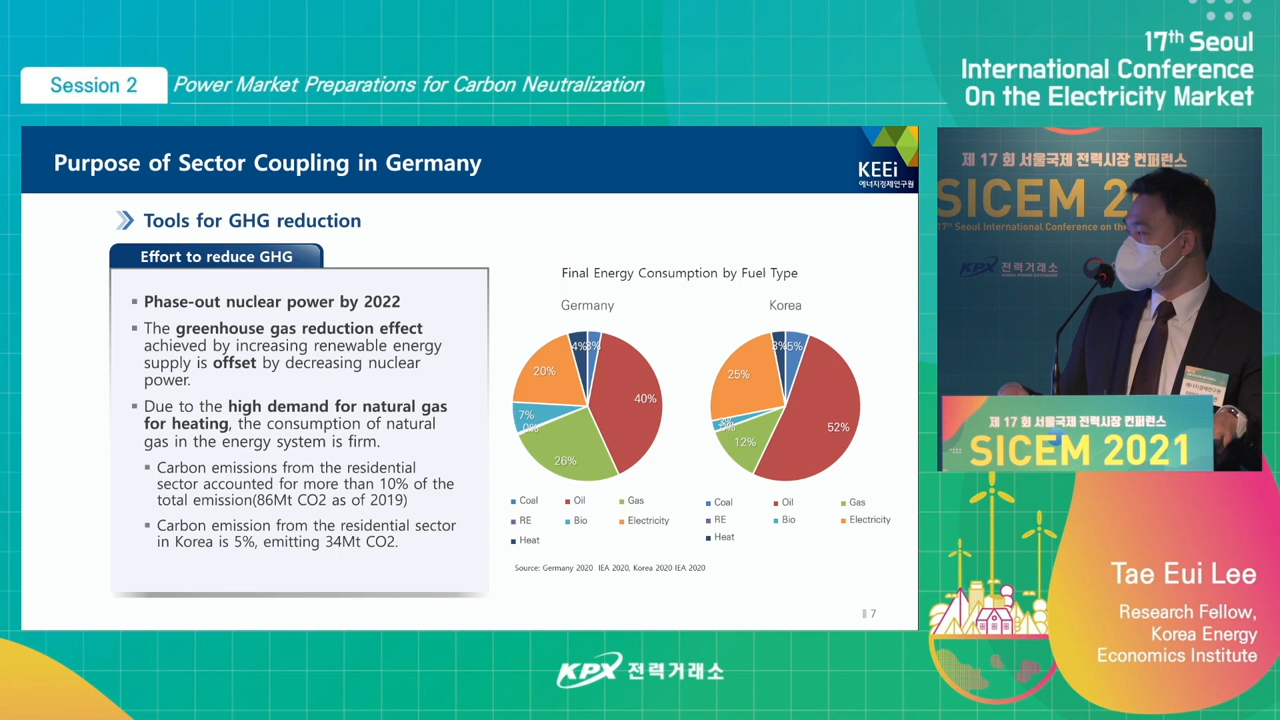 17th Seoul
International Conference
On the Electricity Market
Session 2
Power Market Preparations for Carbon Neutralization
Purpose of Sector Coupling in Germany
KEEi
에너지경제연구원
Tools for GHG reduction
Effort to reduce GHG
Phase-out nuclear power by 2022
The greenhouse gas reduction effect
achieved by increasing renewable energy
supply is offset by decreasing nuclear
power.
Due to the high demand for natural gas
for heating, the consumption of natural
gas in the energy system is firm.
Carbon emissions from the residential
sector accounted for more than 10% of the
total emission(86Mt CO2 as of 2019)
Carbon emission from the residential sector
in Korea is 5%, emitting 34Mt CO2.
Final Energy Consumption by Fuel Type
Germany
4%
3%
20%
40%
7%
0%
26%
Coal
Oil
Gas
RE
Bio
Electricity
Heat
Korea
3%
5%
25%
52%
12%
Coal
Oil
Gas
RE
Bio
Electricity
Heat
Source: Germany 2020 IEA 2020, Korea 2020 IEA 2020
7
제 17 회 서울국제 전력시장 컨퍼런스
SICEM 2
17th Seoul International Conference on the
KPX 전력거래소
제 17 회 서울국제 전력시장 컨퍼런스
SICEM 2021
Tae Eui Lee
Research Fellow,
Korea Energy
Economics Institute
KPX 전력거래소